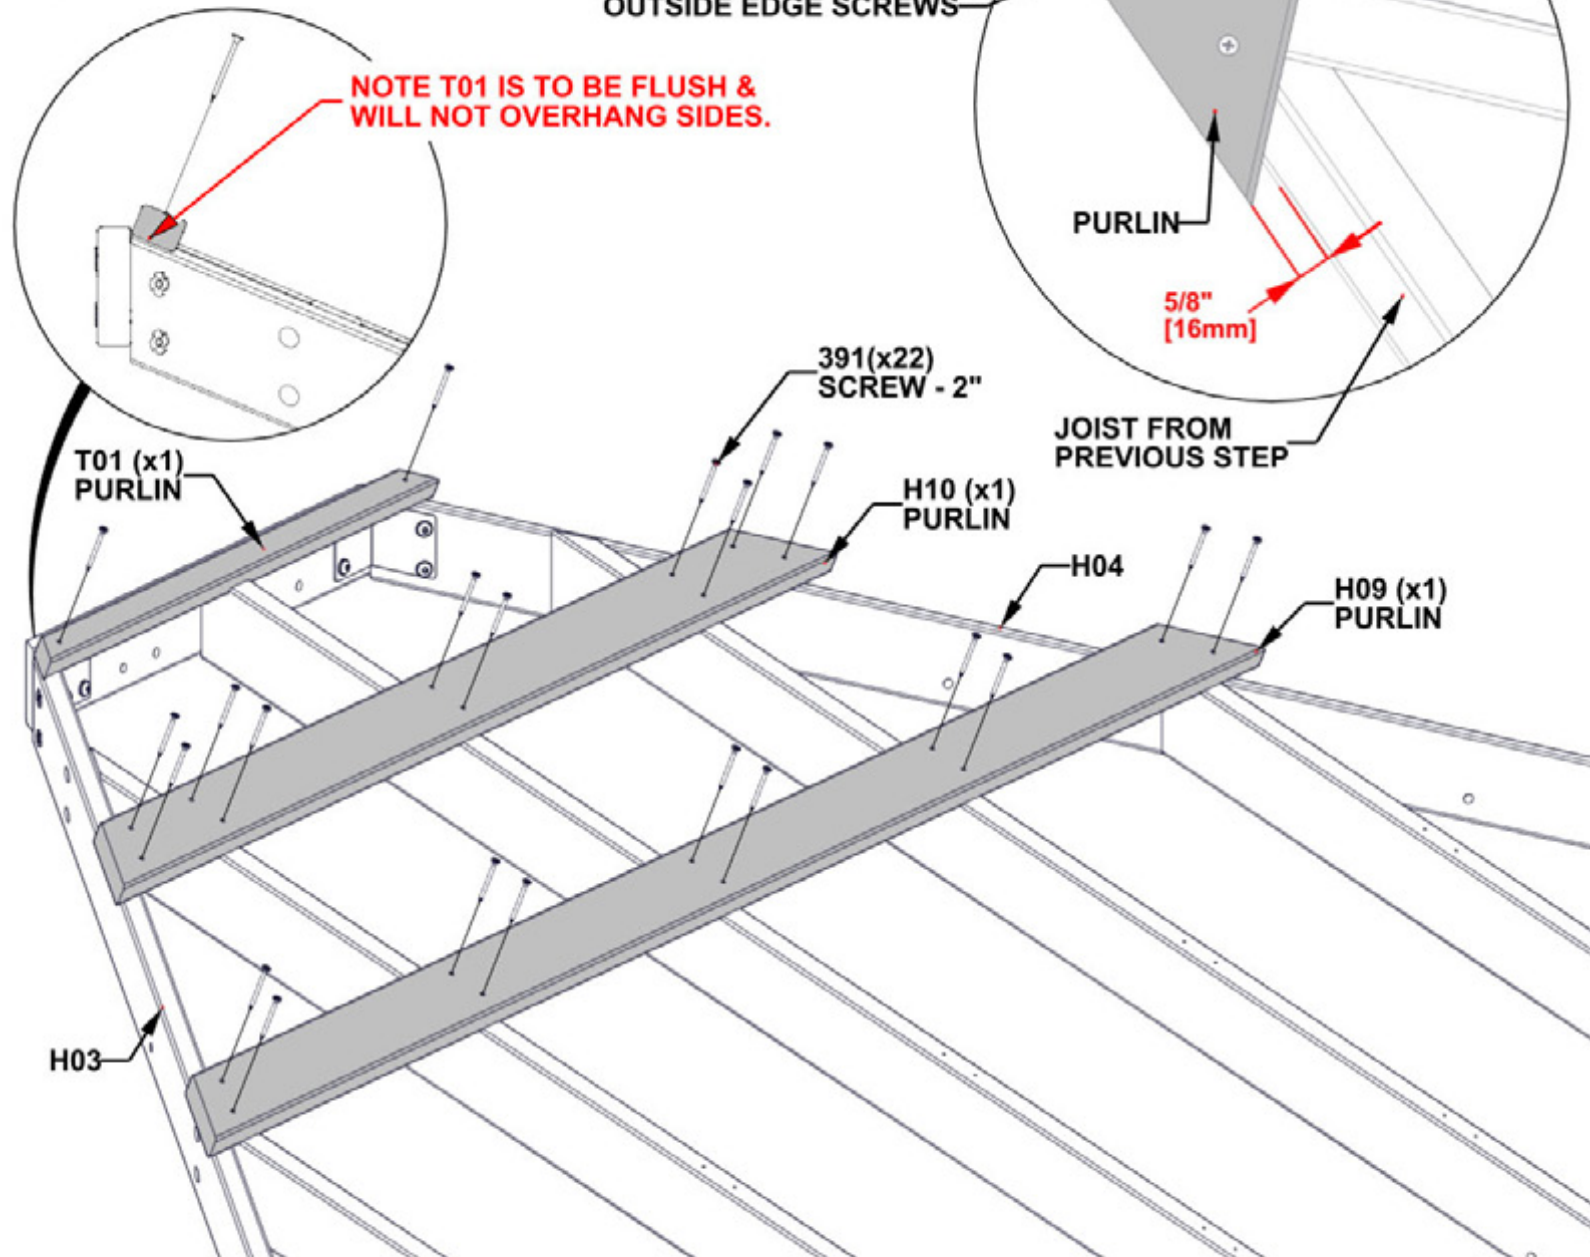 OUTSIDE EDGE SCREWS
NOTE T01 IS TO BE FLUSH &
WILL NOT OVERHANG SIDES.
PURLIN
5/8"
[16mm]
391(x22)
SCREW - 2"
JOIST FROM
PREVIOUS STEP
T01 (x1)
PURLIN
H10 (x1)
PURLIN
H04
H09 (x1)
PURLIN
H03